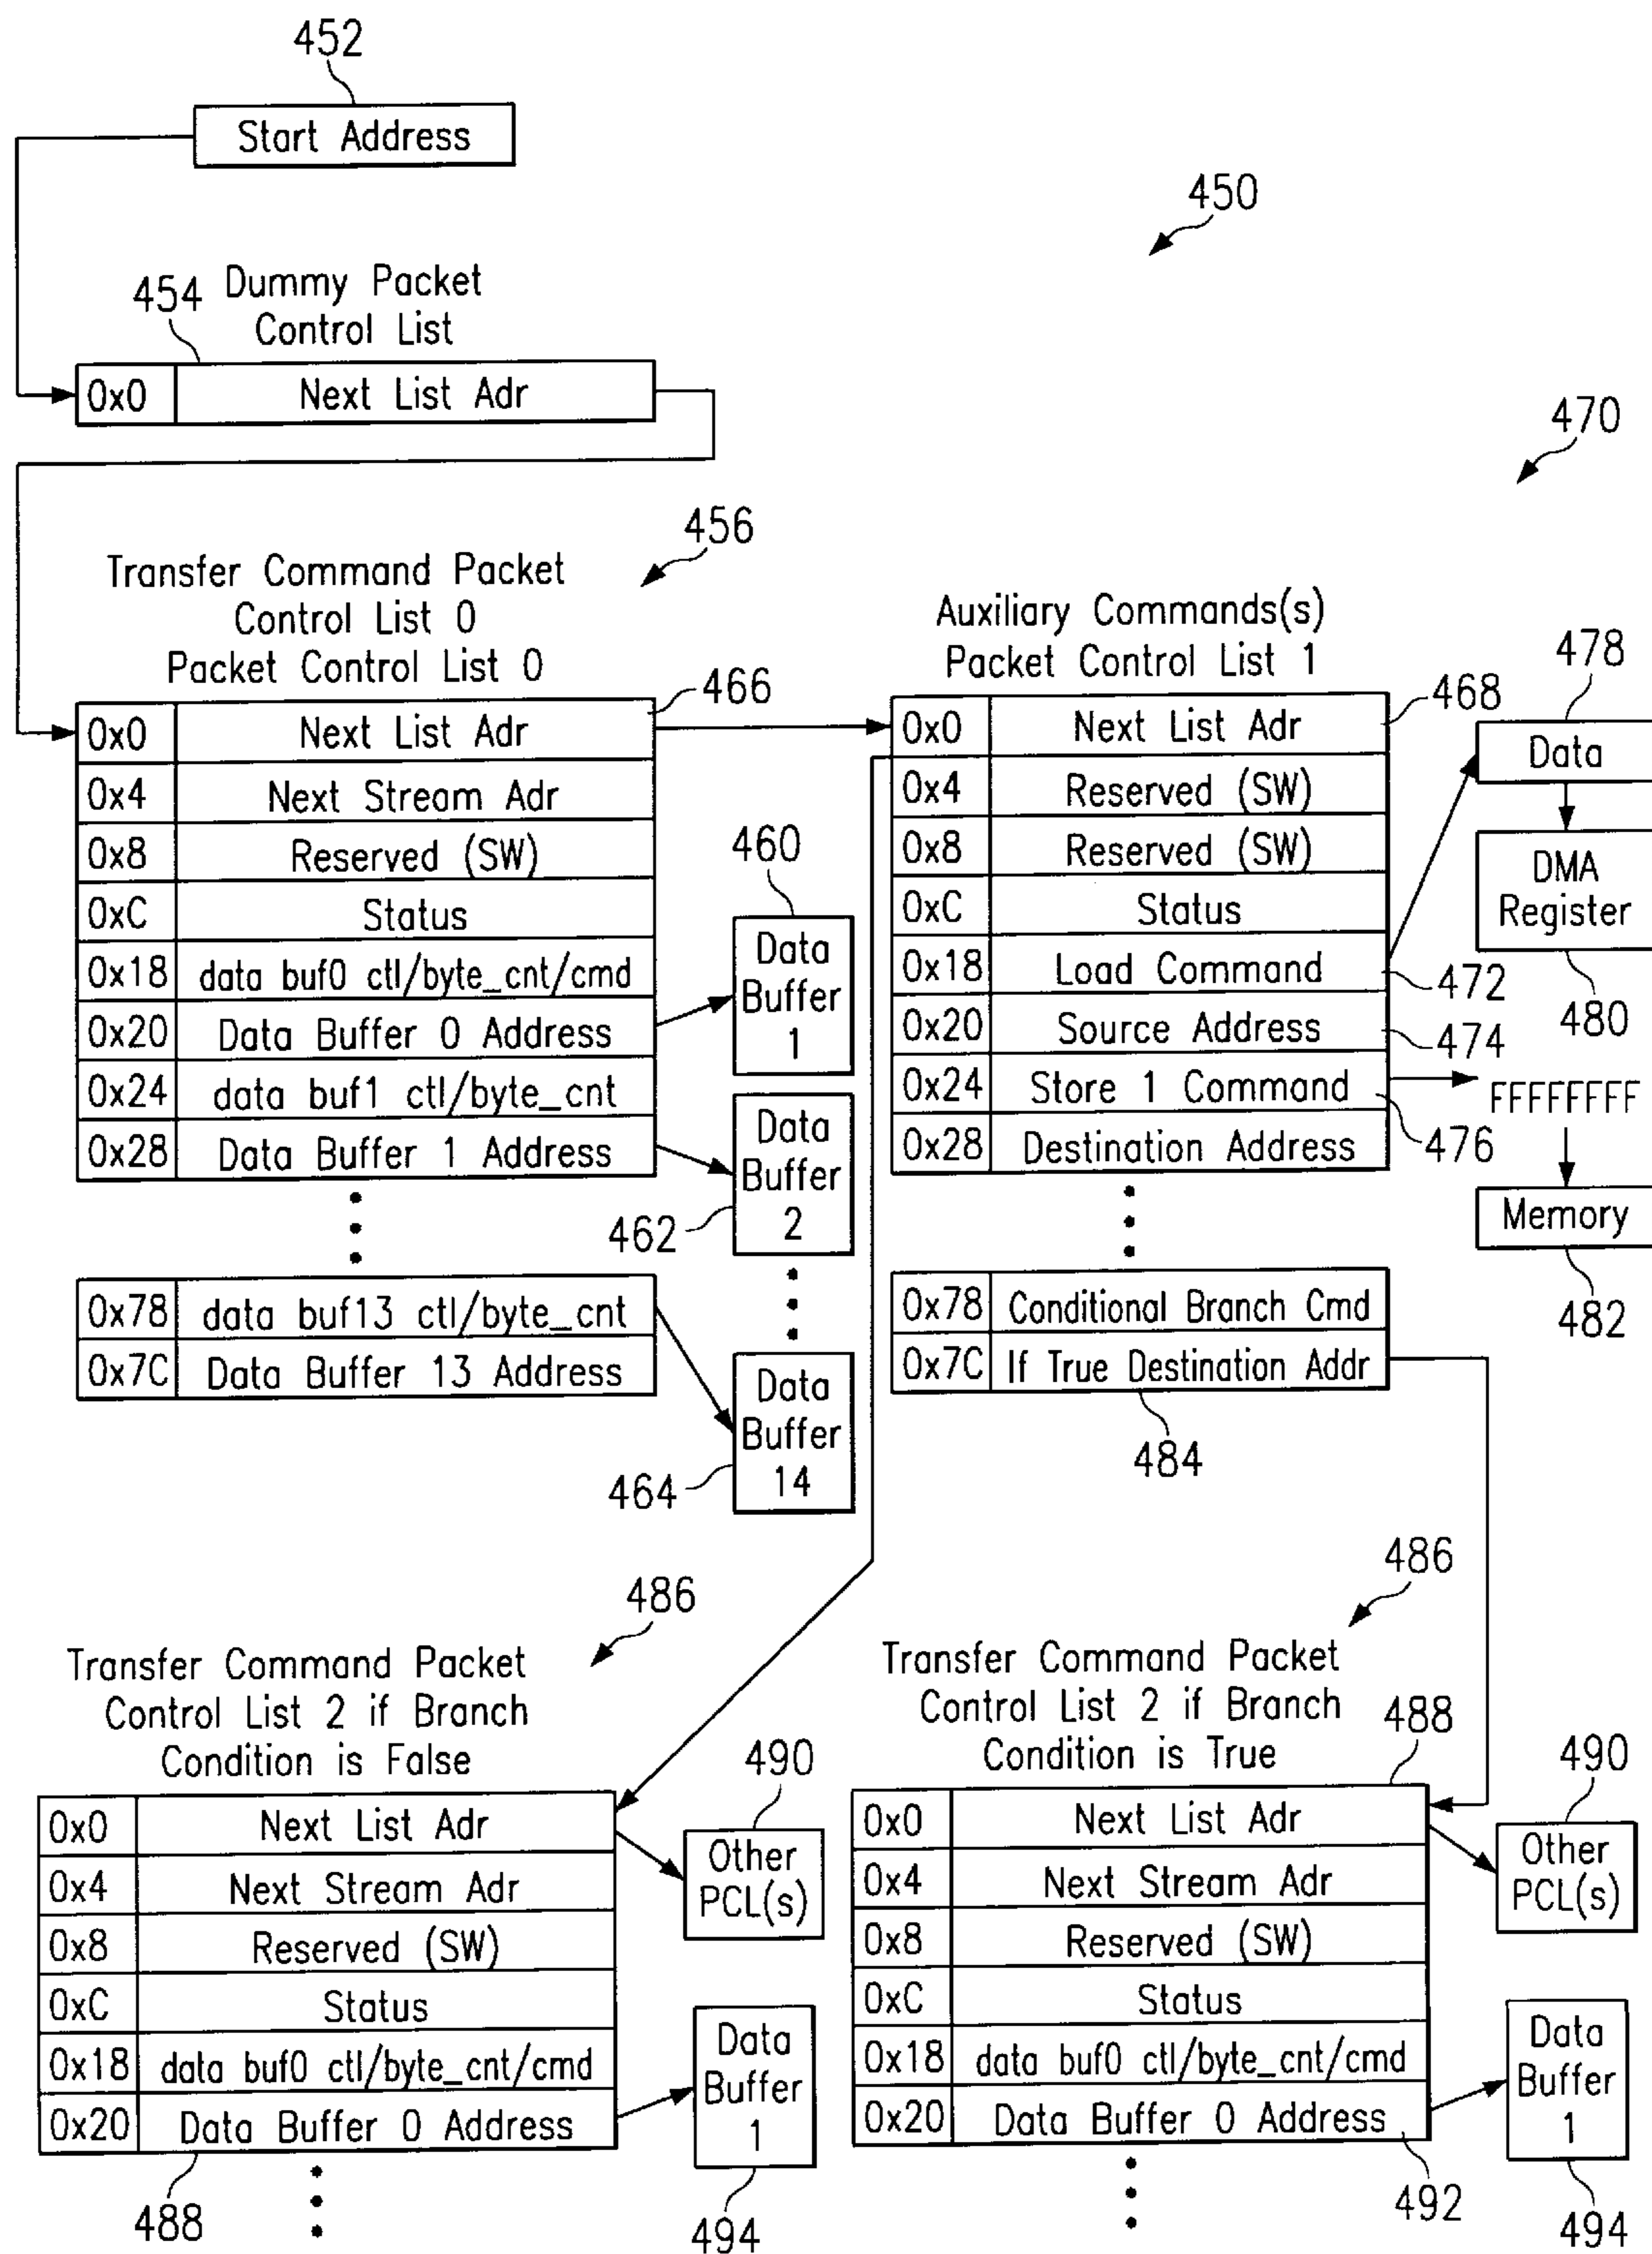 452
Start Address
450
454
Dummy Packet
Control List
0x0 Next List Adr
470
456
Transfer Command Packet
Control List 0
Packet Control List 0
466
0x0 Next List Adr
0x4 Next Stream Adr
0x8 Reserved (SW)
0xC Status
0x18 data buf0 ctl/byte_cnt/cmd
0x20 Data Buffer 0 Address
0x24 data buf1 ctl/byte_cnt
0x28 Data Buffer 1 Address
0x78 data buf13 ctl/byte_cnt
0x7C Data Buffer 13 Address
460
Data
Buffer
1
Data
Buffer
2
462
Data
Buffer
14
464
Auxiliary Commands(s)
Packet Control List 1
468
0x0 Next List Adr
0x4 Reserved (SW)
0x8 Reserved (SW)
0xC Status
0x18 Load Command
472
0x20 Source Address
474
0x24 Store 1 Command
476
0x28 Destination Address
0x78 Conditional Branch Cmd
0x7C If True Destination Addr
484
478
Data
DMA
Register
480
FFFFFFFF
Memory
482
486
Transfer Command Packet
Control List 2 if Branch
Condition is False
0x0 Next List Adr
0x4 Next Stream Adr
0x8 Reserved (SW)
0xC Status
0x18 data buf0 ctl/byte_cnt/cmd
0x20 Data Buffer 0 Address
488
490
Other
PCL(s)
Data
Buffer
1
494
486
Transfer Command Packet
Control List 2 if Branch
Condition is True
488
0x0 Next List Adr
0x4 Next Stream Adr
0x8 Reserved (SW)
0xC Status
0x18 data buf0 ctl/byte_cnt/cmd
0x20 Data Buffer 0 Address
492
490
Other
PCL(s)
Data
Buffer
1
494